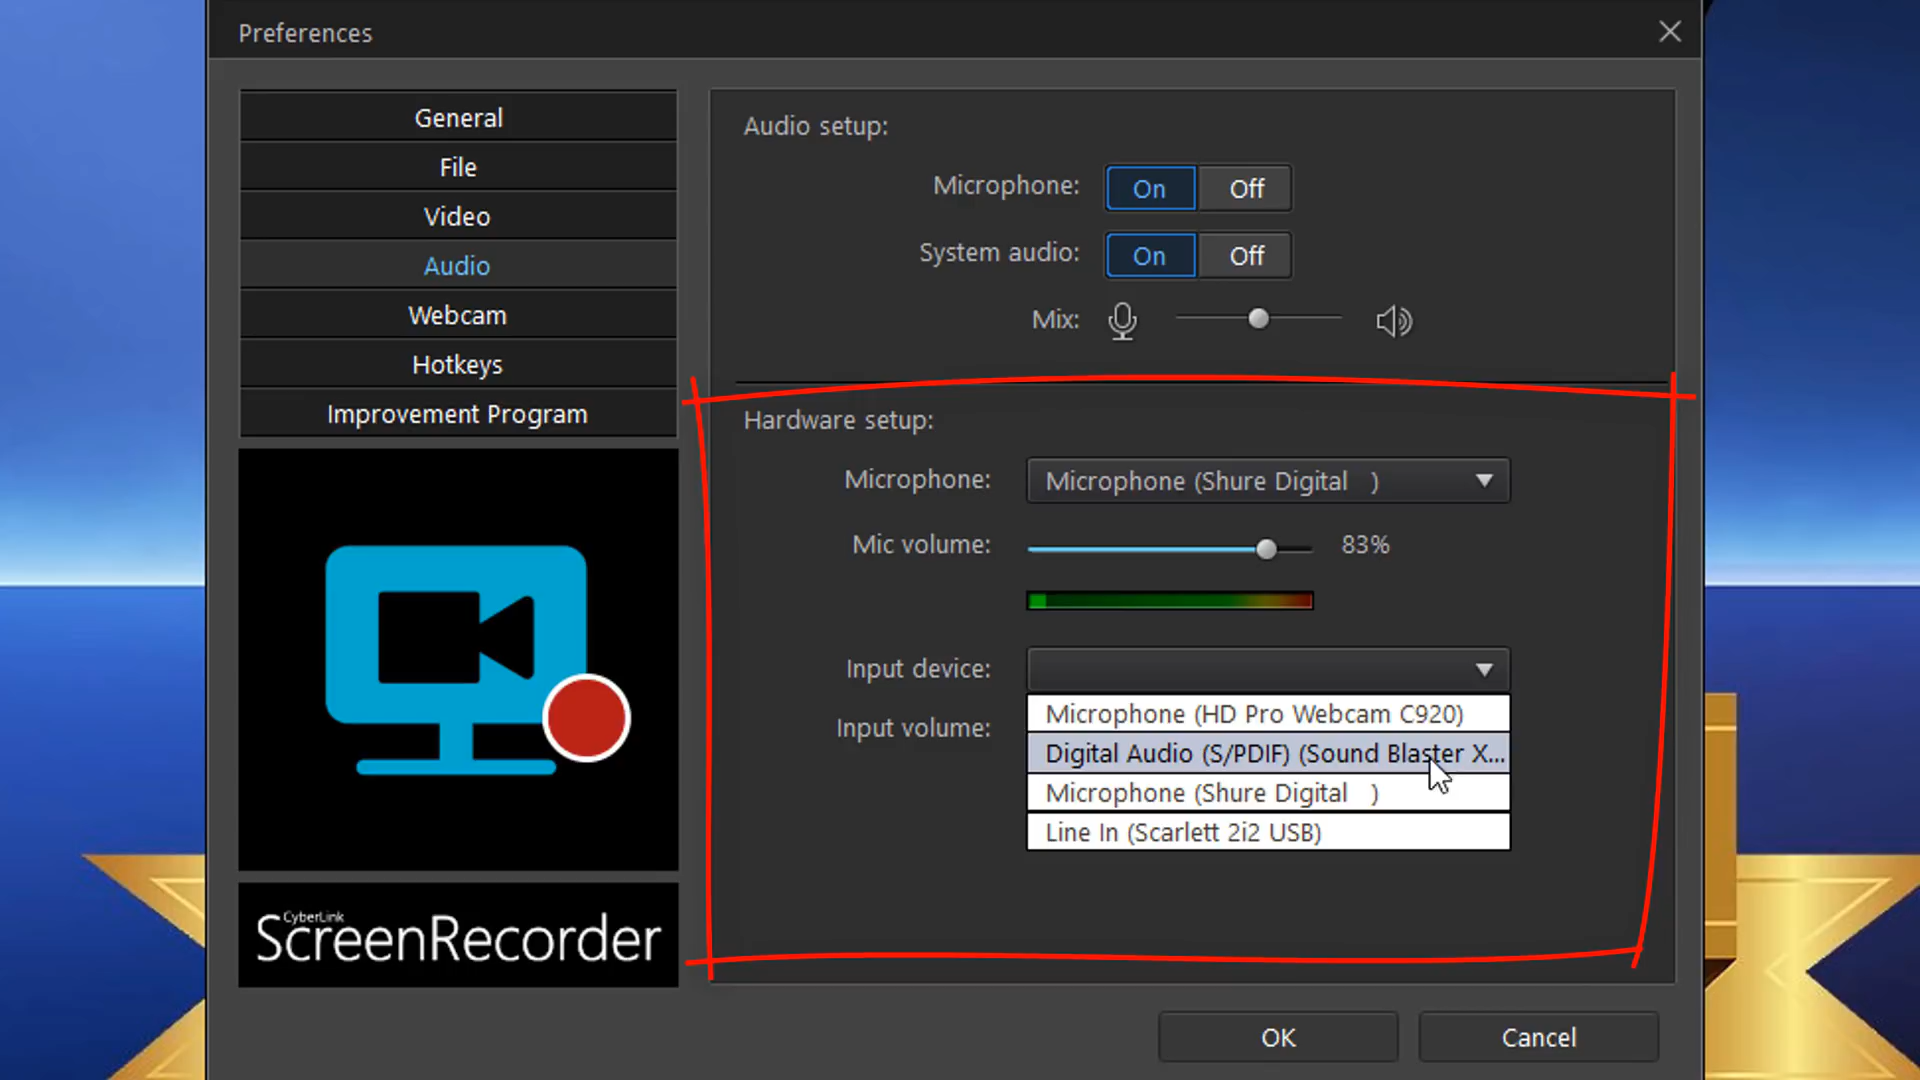 Preferences
General
File
Video
Audio
Webcam
Hotkeys
Improvement Program
CyberLink
ScreenRecorder
Audio setup:
Microphone: On Off
System audio: On Off
Mix:
Hardware setup:
Microphone: Microphone (Shure Digital )
Mic volume: 83%
Input device:
Input volume:
Microphone (HD Pro Webcam C920)
Digital Audio (S/PDIF) (Sound Blaster X...
Microphone (Shure Digital )
Line In (Scarlett 2i2 USB)
OK Cancel